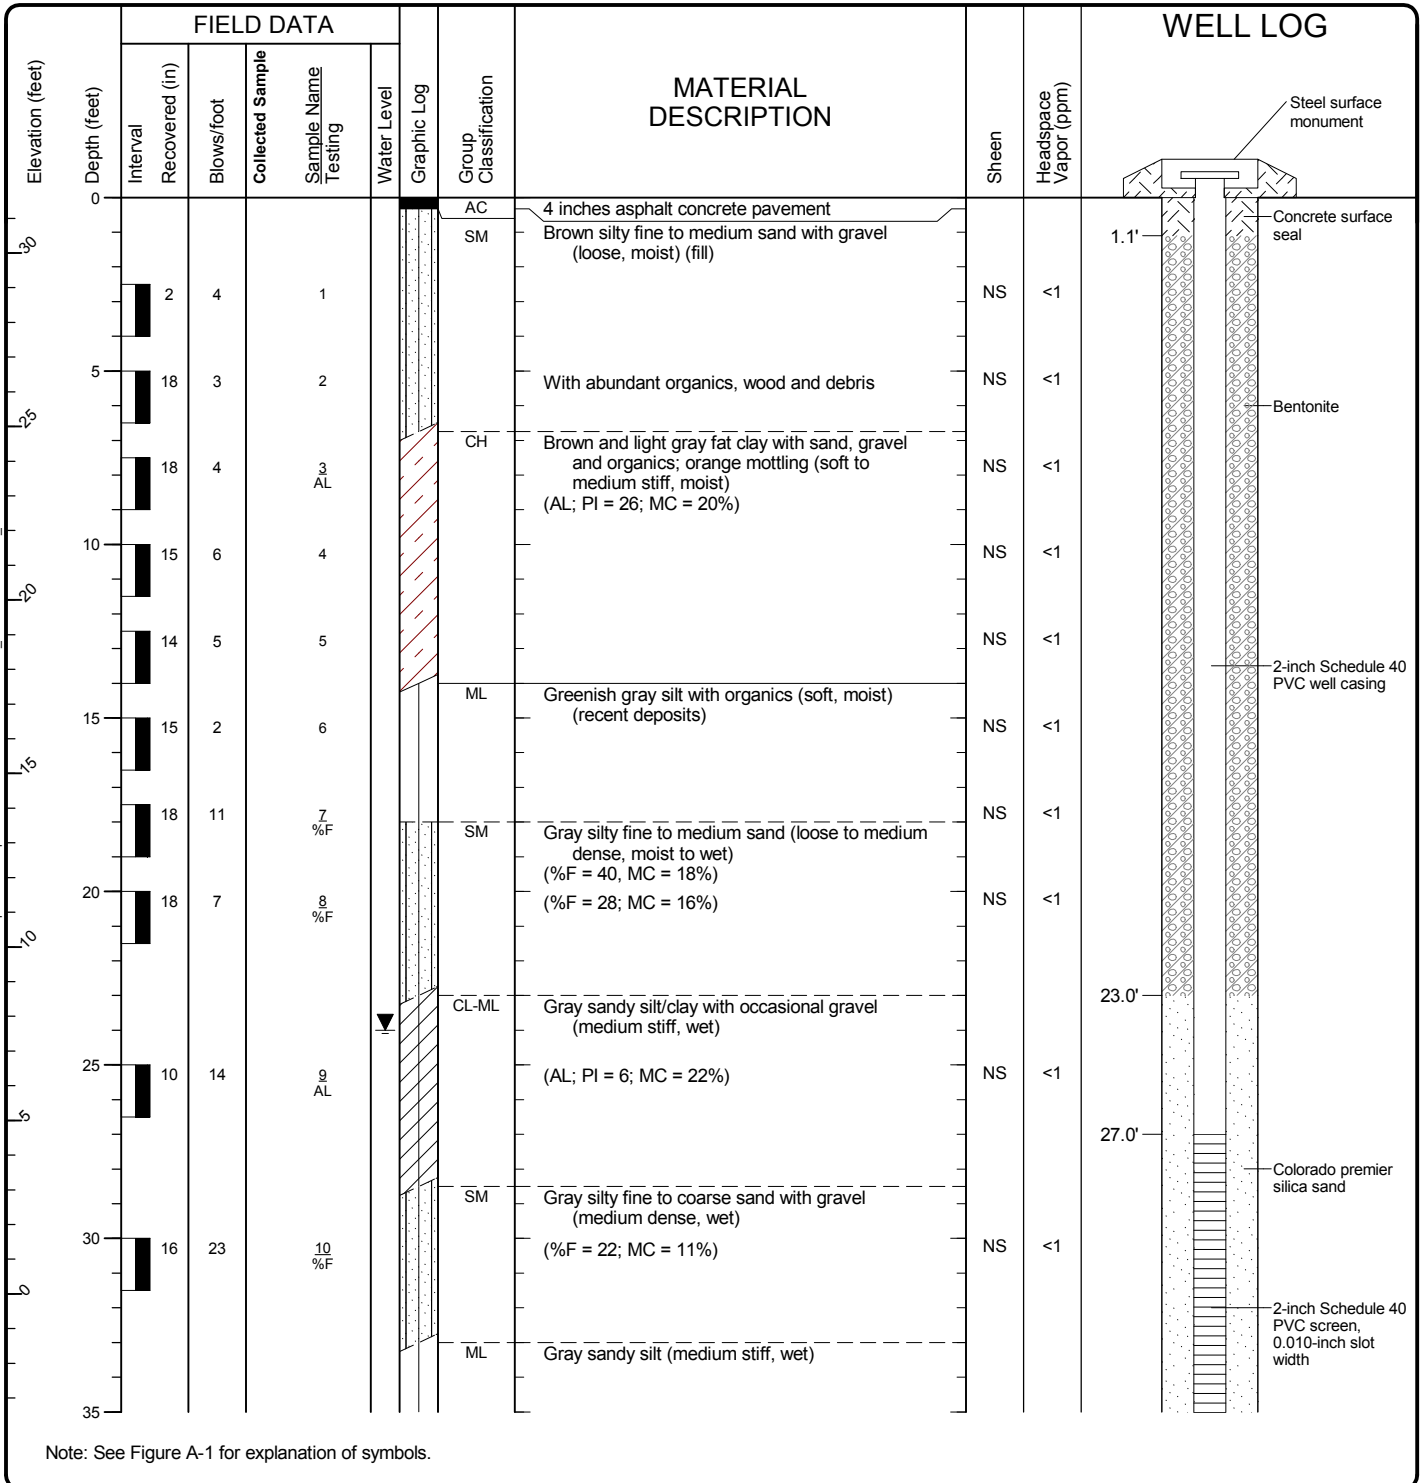 FIELD DATA
WELL LOG
Elevation (feet)
Depth (feet)
Interval
Recovered (in)
Blows/foot
Collected Sample
Sample Name
Testing
Water Level
Graphic Log
Group
Classification
MATERIAL
DESCRIPTION
Sheen
Headspace
Vapor (ppm)
Steel surface
monument
0
AC 4 inches asphalt concrete pavement
Concrete surface
seal
SM Brown silty fine to medium sand with gravel
(loose, moist) (fill)
1.1'
30
2 4 1 NS <1
5 18 3 2 With abundant organics, wood and debris NS <1
Bentonite
25
CH Brown and light gray fat clay with sand, gravel
and organics; orange mottling (soft to
medium stiff, moist)
(AL; PI = 26; MC = 20%)
18 4 3 NS <1
AL
10 15 6 4 NS <1
20
14 5 5 NS <1
2-inch Schedule 40
PVC well casing
ML Greenish gray silt with organics (soft, moist)
(recent deposits)
15 15 2 6 NS <1
15
18 11 7 NS <1
%F
SM Gray silty fine to medium sand (loose to medium
dense, moist to wet)
(%F = 40, MC = 18%)
20 18 7 8 (%F = 28; MC = 16%) NS <1
%F
10
23.0'
CL-ML Gray sandy silt/clay with occasional gravel
(medium stiff, wet)
25 10 14 9 (AL; PI = 6; MC = 22%) NS <1
AL
5
27.0'
Colorado premier
silica sand
SM Gray silty fine to coarse sand with gravel
(medium dense, wet)
30 16 23 10 (%F = 22; MC = 11%) NS <1
%F
0
2-inch Schedule 40
PVC screen,
0.010-inch slot
width
ML Gray sandy silt (medium stiff, wet)
35
Note: See Figure A-1 for explanation of symbols.